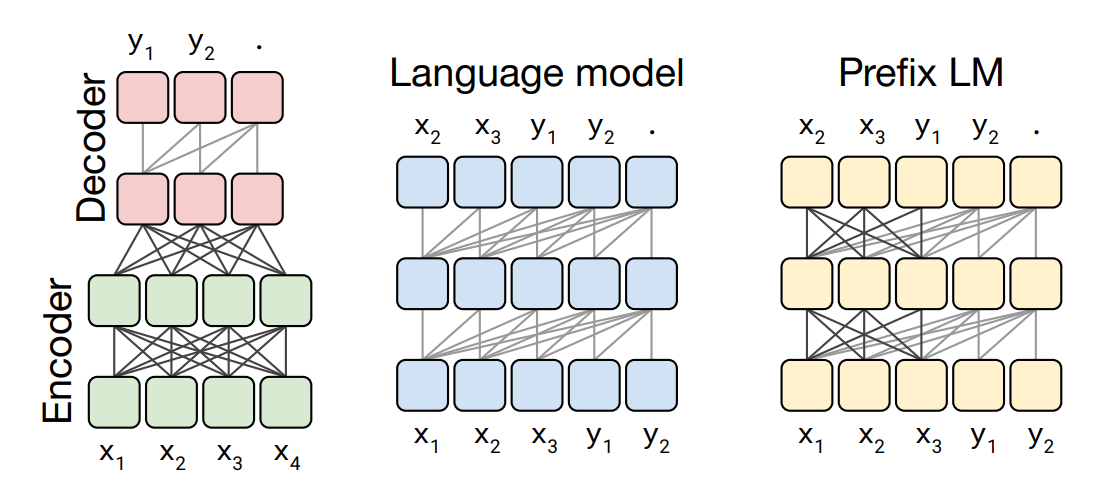 y₁ y₂ .
Decoder
Encoder
x₁ x₂ x₃ x₄
Language model
x₂ x₃ y₁ y₂ .
x₁ x₂ x₃ y₁ y₂
Prefix LM
x₂ x₃ y₁ y₂ .
x₁ x₂ x₃ y₁ y₂